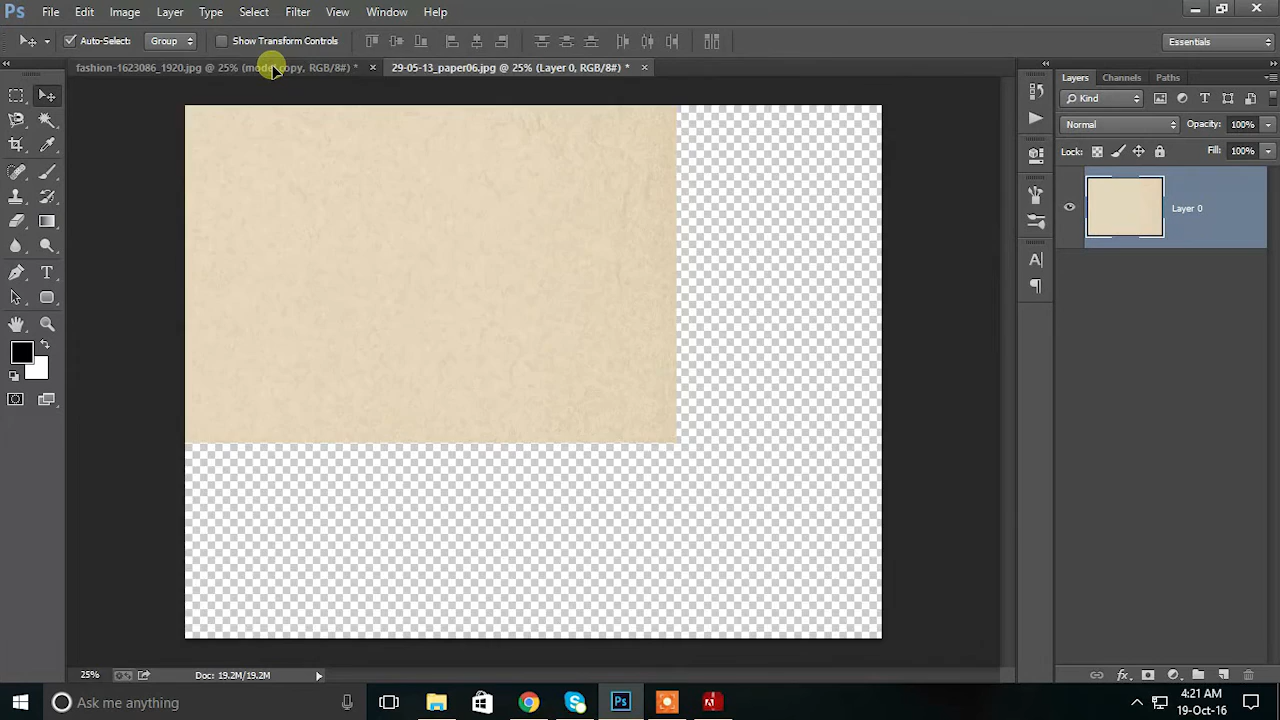 Ps File Edit Image Layer Type Select Filter View Window Help
Auto-Select: Group Show Transform Controls Essentials
fashion-1623086_1920.jpg @ 25% (model copy, RGB/8#) * × 29-05-13_paper06.jpg @ 25% (Layer 0, RGB/8#) * ×
Layers Channels Paths
Kind
Normal Opacity: 100%
Lock: Fill: 100%
Layer 0
25% Doc: 19.2M/19.2M
Ask me anything
4:21 AM
19-Oct-16